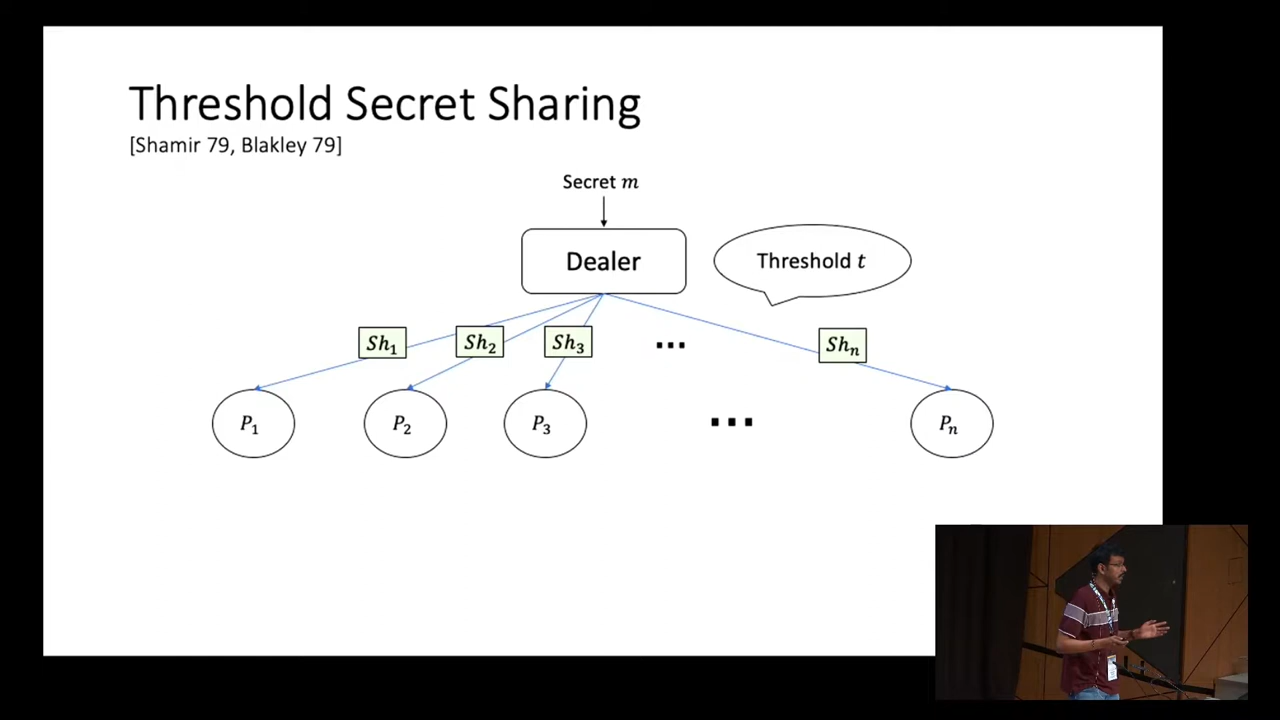 Threshold Secret Sharing
[Shamir 79, Blakley 79]
Secret m
Dealer
Threshold t
Sh₁ Sh₂ Sh₃ ... Shₙ
P₁ P₂ P₃ ... Pₙ